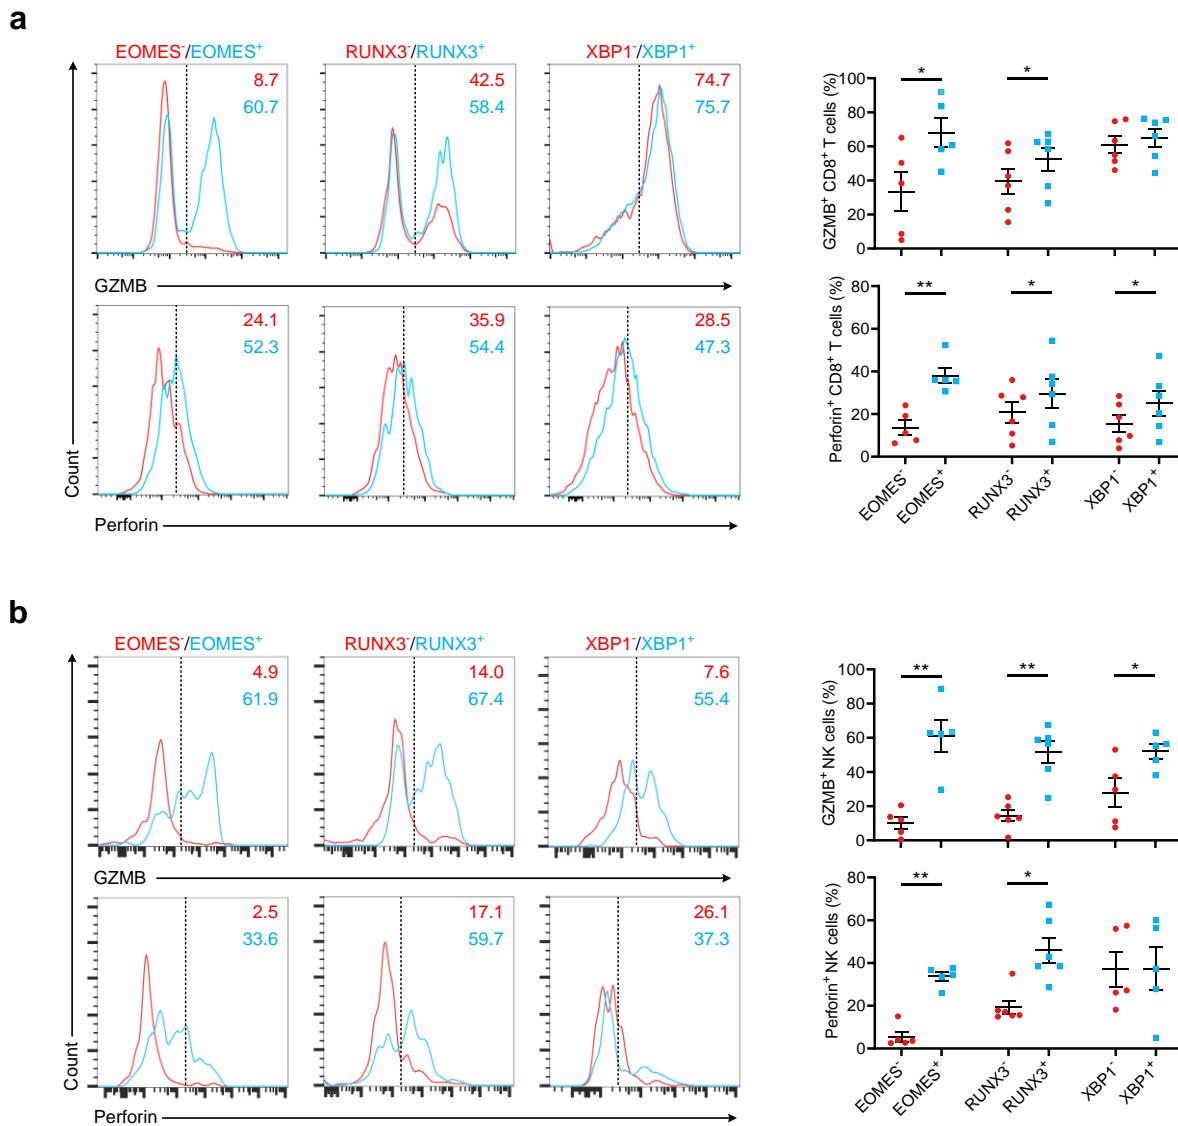 a
EOMES⁻/EOMES⁺
RUNX3⁻/RUNX3⁺
XBP1⁻/XBP1⁺
8.7
60.7
42.5
58.4
74.7
75.7
GZMB
24.1
52.3
35.9
54.4
28.5
47.3
Count
Perforin
GZMB⁺ CD8⁺ T cells (%)
100
80
60
40
20
0
*
*
Perforin⁺ CD8⁺ T cells (%)
80
60
40
20
0
**
*
*
EOMES⁻
EOMES⁺
RUNX3⁻
RUNX3⁺
XBP1⁻
XBP1⁺
b
EOMES⁻/EOMES⁺
RUNX3⁻/RUNX3⁺
XBP1⁻/XBP1⁺
4.9
61.9
14.0
67.4
7.6
55.4
GZMB
2.5
33.6
17.1
59.7
26.1
37.3
Count
Perforin
GZMB⁺ NK cells (%)
100
80
60
40
20
0
**
**
*
Perforin⁺ NK cells (%)
80
60
40
20
0
**
*
EOMES⁻
EOMES⁺
RUNX3⁻
RUNX3⁺
XBP1⁻
XBP1⁺